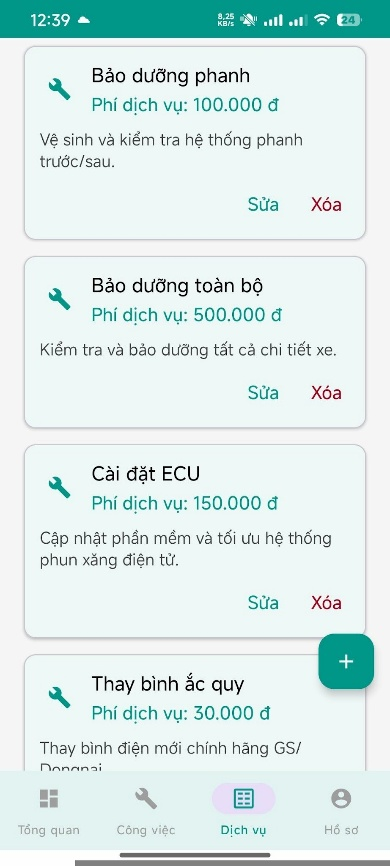 12:39
8,25
KB/s
24
Bảo dưỡng phanh
Phí dịch vụ: 100.000 đ
Vệ sinh và kiểm tra hệ thống phanh
trước/sau.
Sửa
Xóa
Bảo dưỡng toàn bộ
Phí dịch vụ: 500.000 đ
Kiểm tra và bảo dưỡng tất cả chi tiết xe.
Sửa
Xóa
Cài đặt ECU
Phí dịch vụ: 150.000 đ
Cập nhật phần mềm và tối ưu hệ thống
phun xăng điện tử.
Sửa
Xóa
+
Thay bình ắc quy
Phí dịch vụ: 30.000 đ
Thay bình điện mới chính hãng GS/
Dongnai
Tổng quan
Công việc
Dịch vụ
Hồ sơ